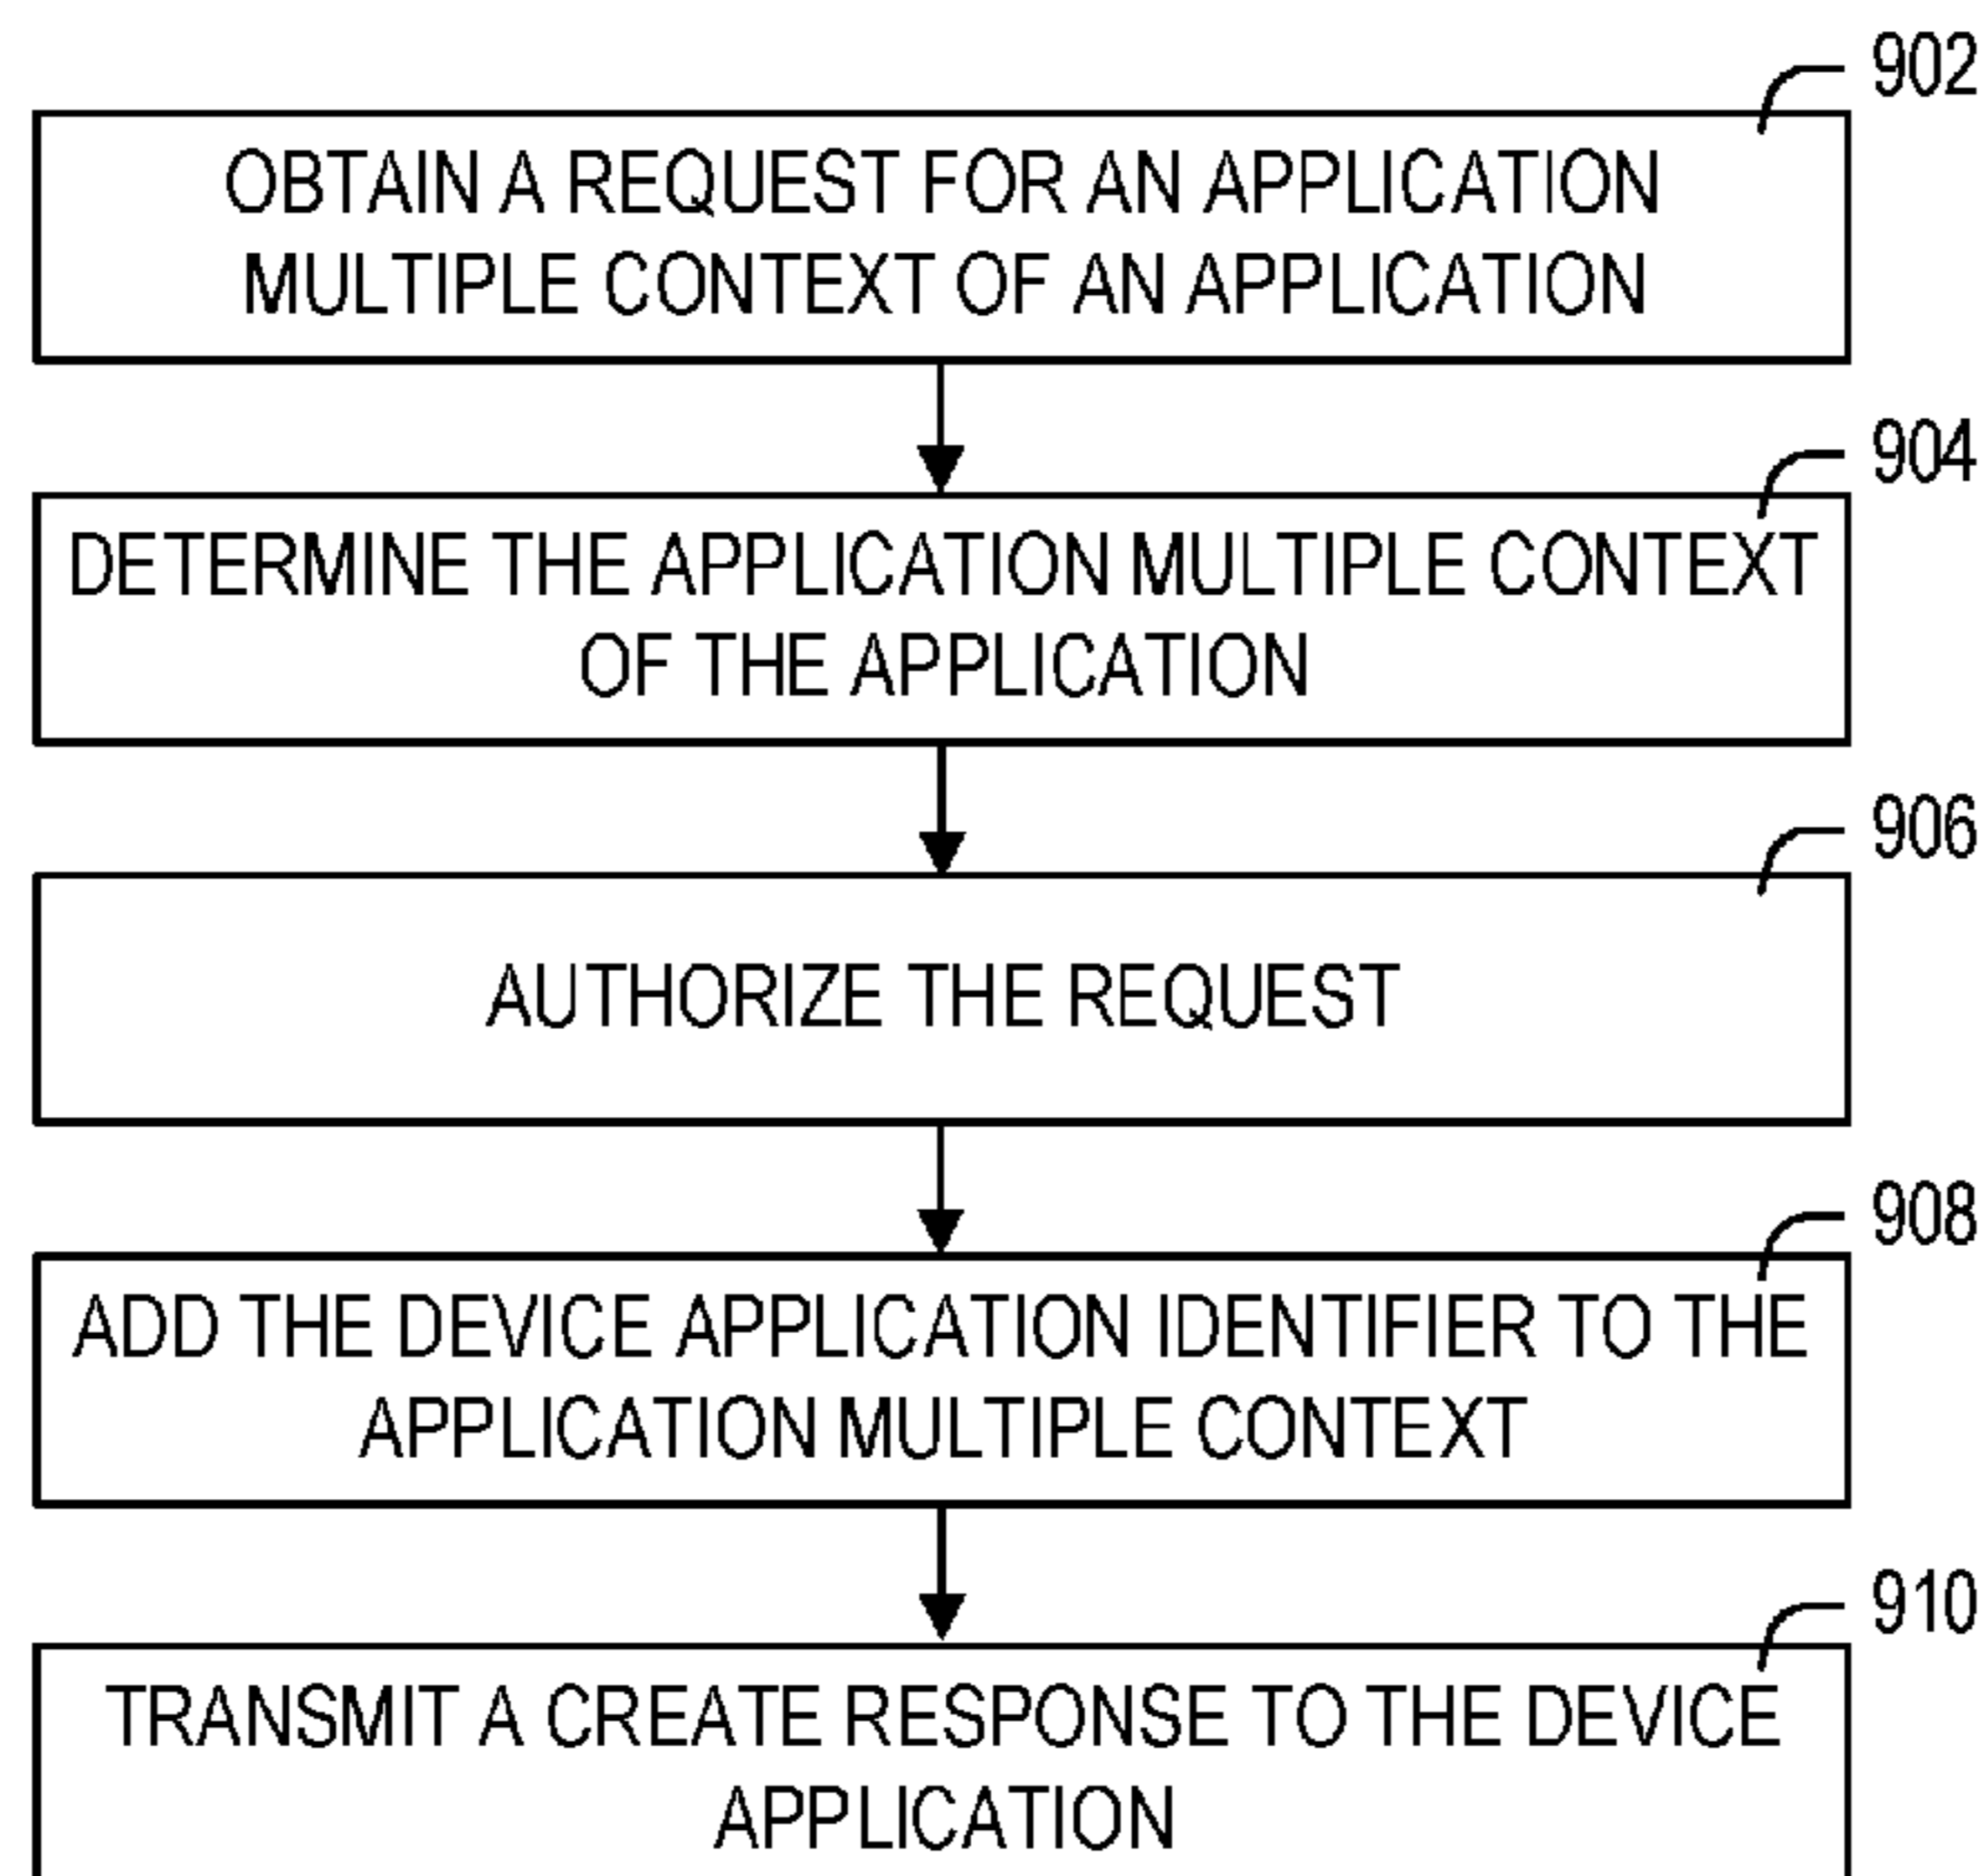 902
OBTAIN A REQUEST FOR AN APPLICATION
MULTIPLE CONTEXT OF AN APPLICATION
904
DETERMINE THE APPLICATION MULTIPLE CONTEXT
OF THE APPLICATION
906
AUTHORIZE THE REQUEST
908
ADD THE DEVICE APPLICATION IDENTIFIER TO THE
APPLICATION MULTIPLE CONTEXT
910
TRANSMIT A CREATE RESPONSE TO THE DEVICE
APPLICATION